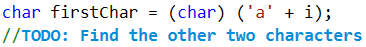 char firstChar = (char) ('a' + i);
//TODO: Find the other two characters